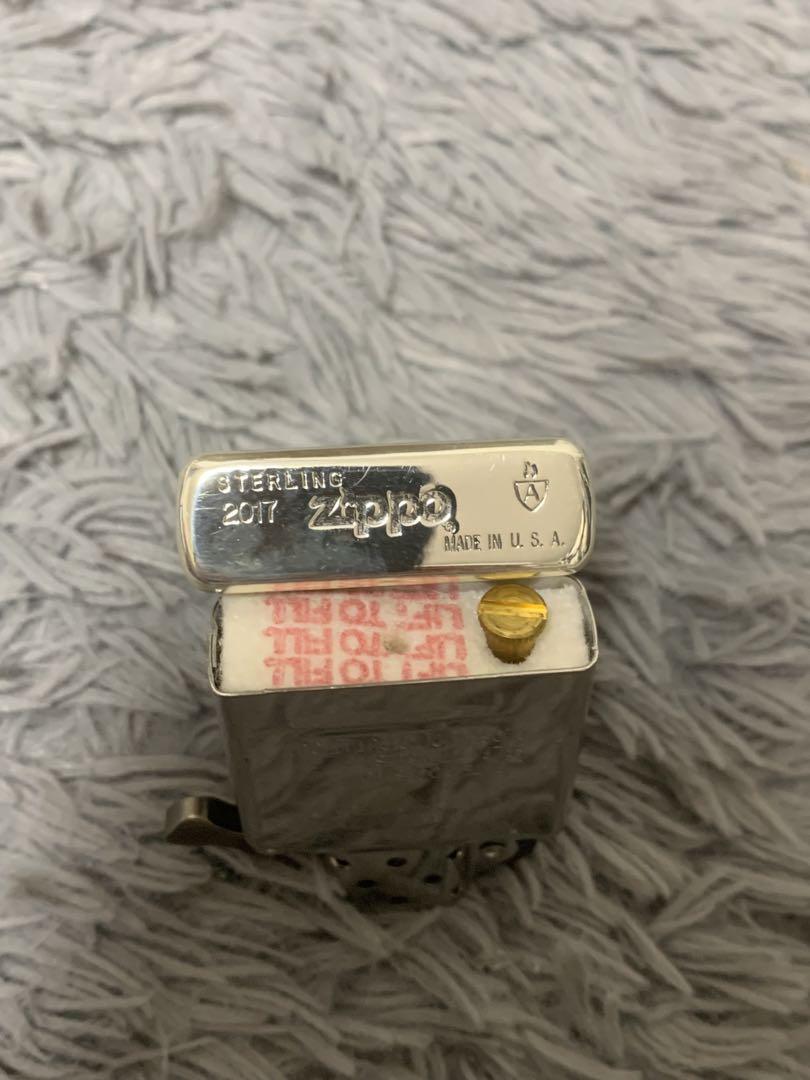 STERLING
2017 Zippo ®
A
MADE IN U. S. A.
LIFT TO FILL
LIFT TO FILL
LIFT TO FILL